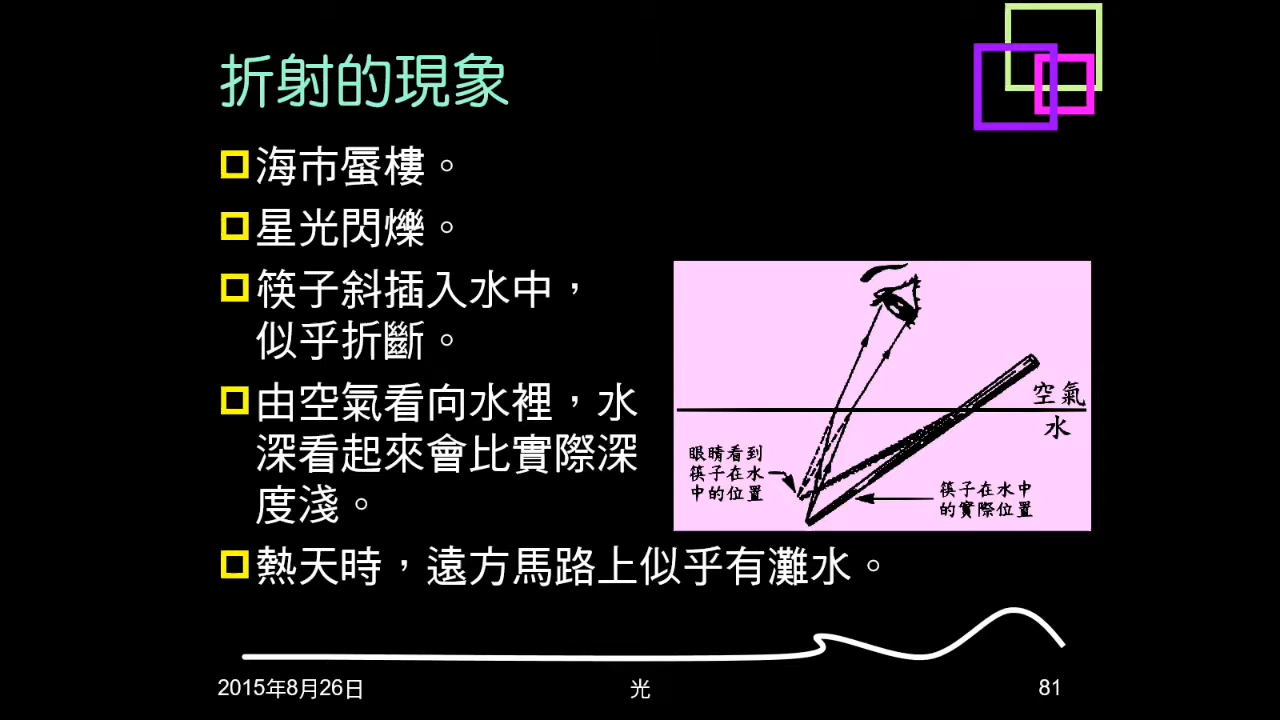 折射的現象
海市蜃樓。
星光閃爍。
筷子斜插入水中，
似乎折斷。
由空氣看向水裡，水
深看起來會比實際深
度淺。
空氣
水
眼睛看到
筷子在水
中的位置
筷子在水中
的實際位置
熱天時，遠方馬路上似乎有灘水。
2015年8月26日
光
81